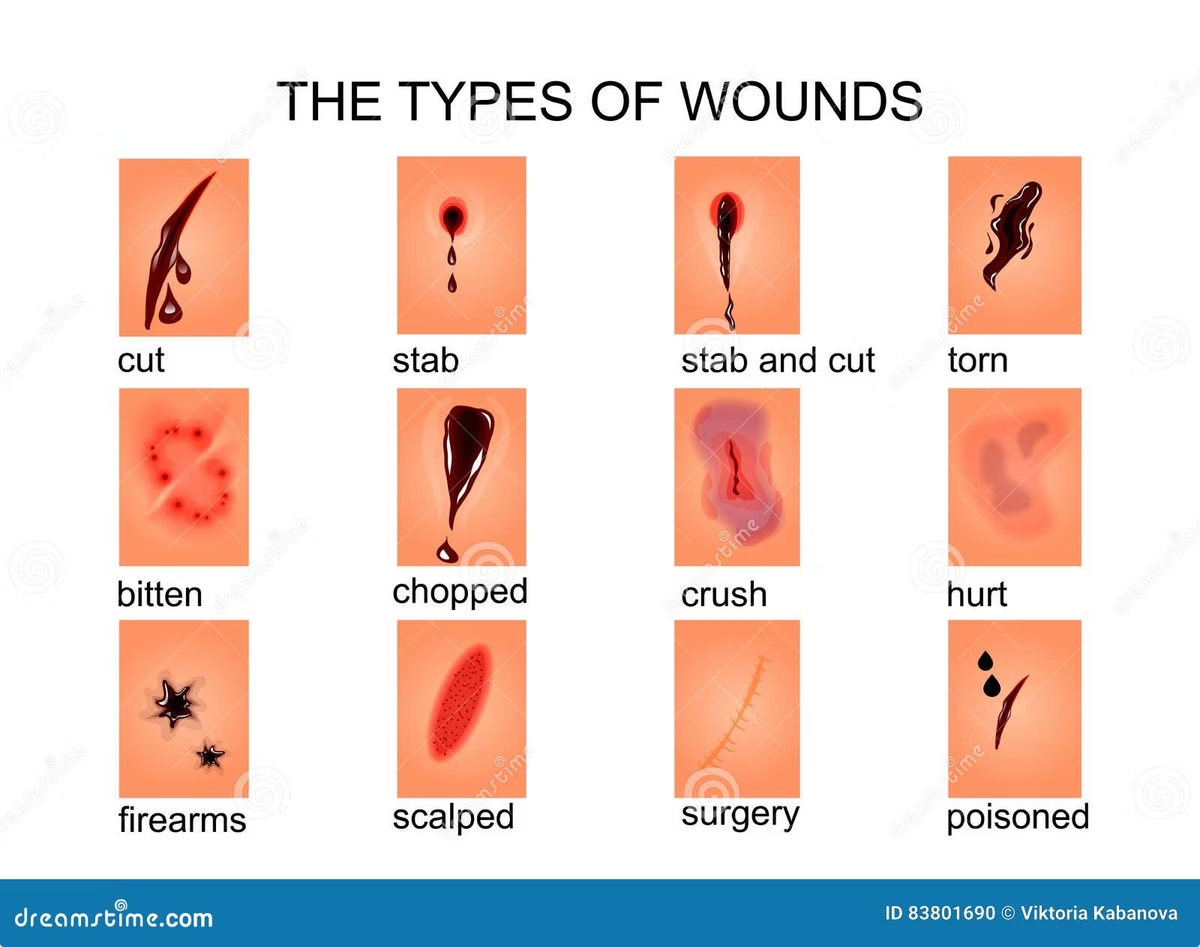 THE TYPES OF WOUNDS
cut stab stab and cut torn
bitten chopped crush hurt
firearms scalped surgery poisoned
dreamstime.com ID 83801690 © Viktoria Kabanova